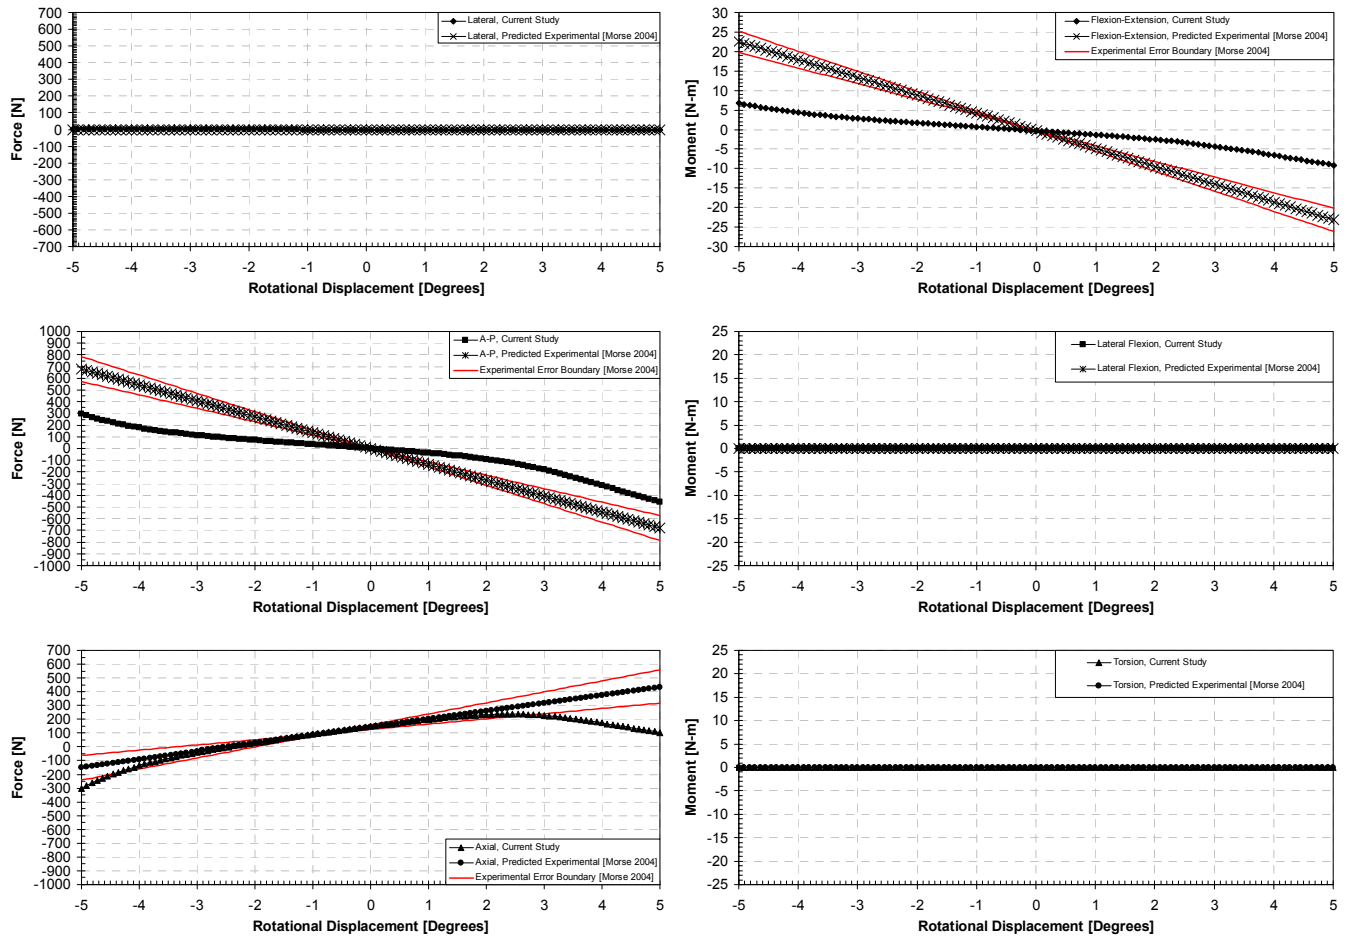 700
600
500
400
300
200
100
0
-100
-200
-300
-400
-500
-600
-700
Force [N]
Lateral, Current Study
Lateral, Predicted Experimental [Morse 2004]
-5 -4 -3 -2 -1 0 1 2 3 4 5
Rotational Displacement [Degrees]
30
25
20
15
10
5
0
-5
-10
-15
-20
-25
-30
Moment [N-m]
Flexion-Extension, Current Study
Flexion-Extension, Predicted Experimental [Morse 2004]
Experimental Error Boundary [Morse 2004]
-5 -4 -3 -2 -1 0 1 2 3 4 5
Rotational Displacement [Degrees]
1000
900
800
700
600
500
400
300
200
100
0
-100
-200
-300
-400
-500
-600
-700
-800
-900
-1000
Force [N]
A-P, Current Study
A-P, Predicted Experimental [Morse 2004]
Experimental Error Boundary [Morse 2004]
-5 -4 -3 -2 -1 0 1 2 3 4 5
Rotational Displacement [Degrees]
25
20
15
10
5
0
-5
-10
-15
-20
-25
Moment [N-m]
Lateral Flexion, Current Study
Lateral Flexion, Predicted Experimental [Morse 2004]
-5 -4 -3 -2 -1 0 1 2 3 4 5
Rotational Displacement [Degrees]
700
600
500
400
300
200
100
0
-100
-200
-300
-400
-500
-600
-700
-800
-900
-1000
Force [N]
Axial, Current Study
Axial, Predicted Experimental [Morse 2004]
Experimental Error Boundary [Morse 2004]
-5 -4 -3 -2 -1 0 1 2 3 4 5
Rotational Displacement [Degrees]
25
20
15
10
5
0
-5
-10
-15
-20
-25
Moment [N-m]
Torsion, Current Study
Torsion, Predicted Experimental [Morse 2004]
-5 -4 -3 -2 -1 0 1 2 3 4 5
Rotational Displacement [Degrees]